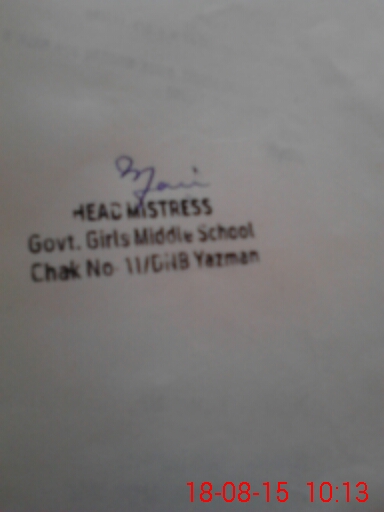 HEAD MISTRESS
Govt. Girls Middle School
Chak No. 11/DNB Yazman
18-08-15 10:13